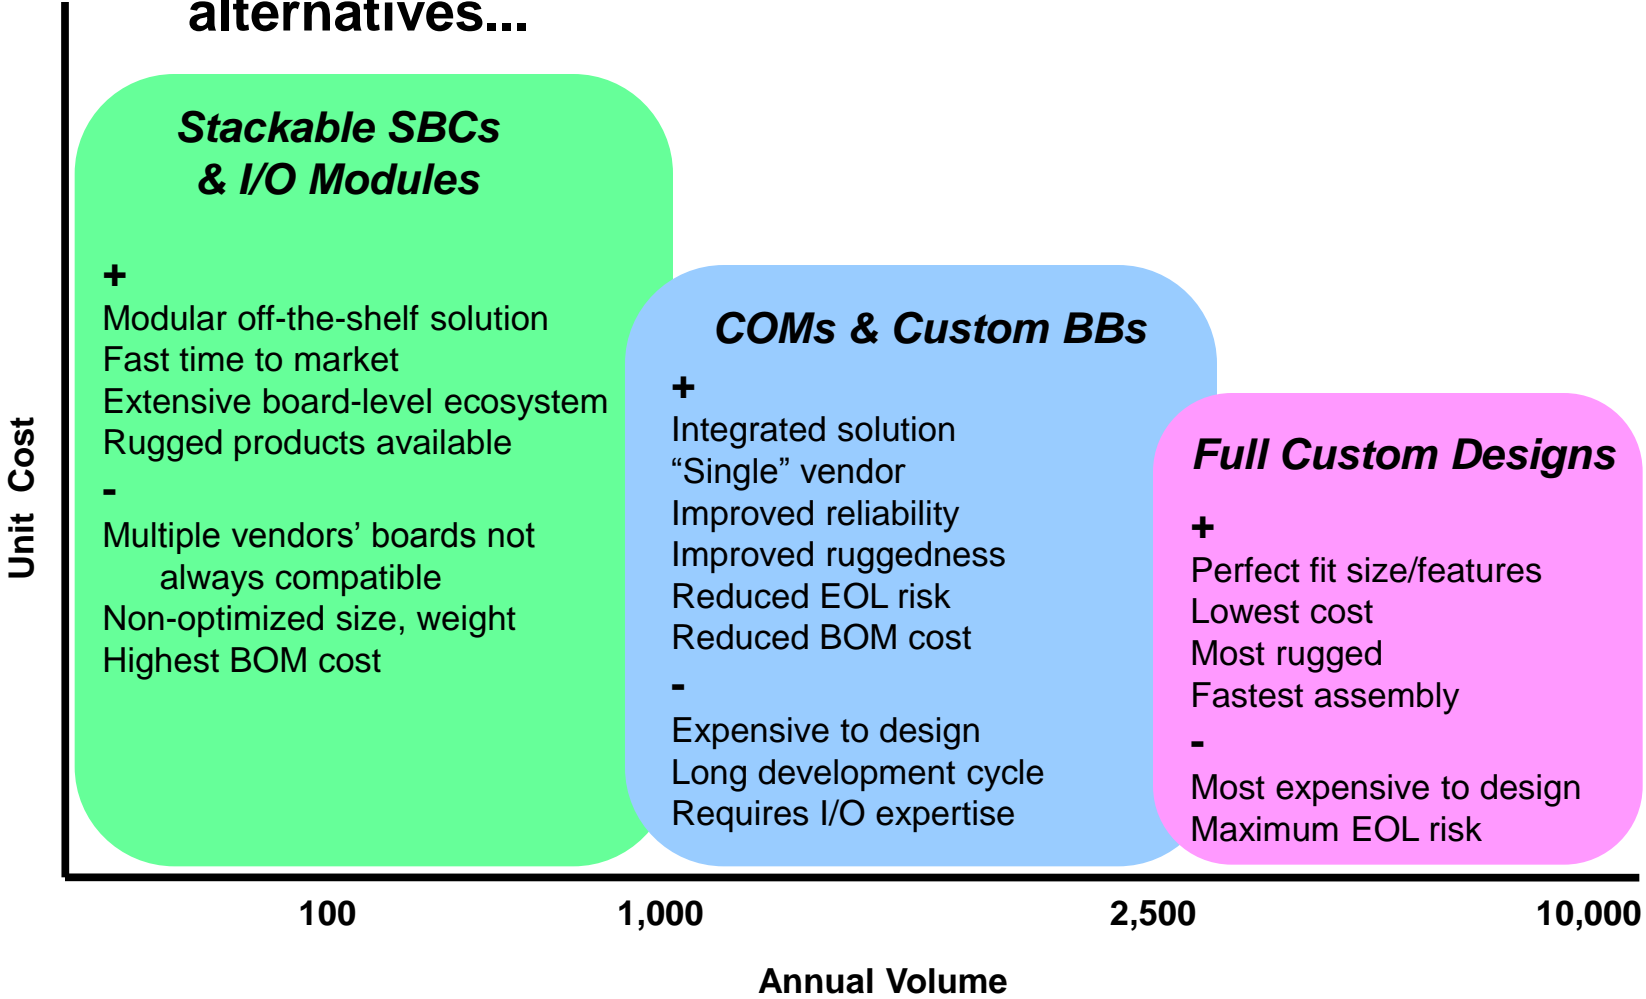 alternatives...
Stackable SBCs
& I/O Modules
+
Modular off-the-shelf solution
Fast time to market
Extensive board-level ecosystem
Rugged products available
-
Multiple vendors’ boards not
always compatible
Non-optimized size, weight
Highest BOM cost
COMs & Custom BBs
+
Integrated solution
“Single” vendor
Improved reliability
Improved ruggedness
Reduced EOL risk
Reduced BOM cost
-
Expensive to design
Long development cycle
Requires I/O expertise
Full Custom Designs
+
Perfect fit size/features
Lowest cost
Most rugged
Fastest assembly
-
Most expensive to design
Maximum EOL risk
Unit Cost
100 1,000 2,500 10,000
Annual Volume